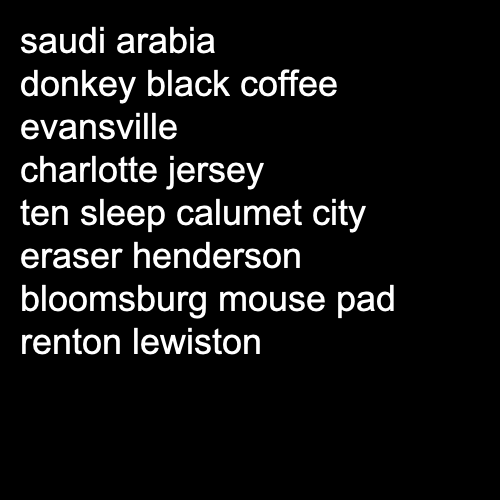 saudi arabia
donkey black coffee
evansville
charlotte jersey
ten sleep calumet city
eraser henderson
bloomsburg mouse pad
renton lewiston